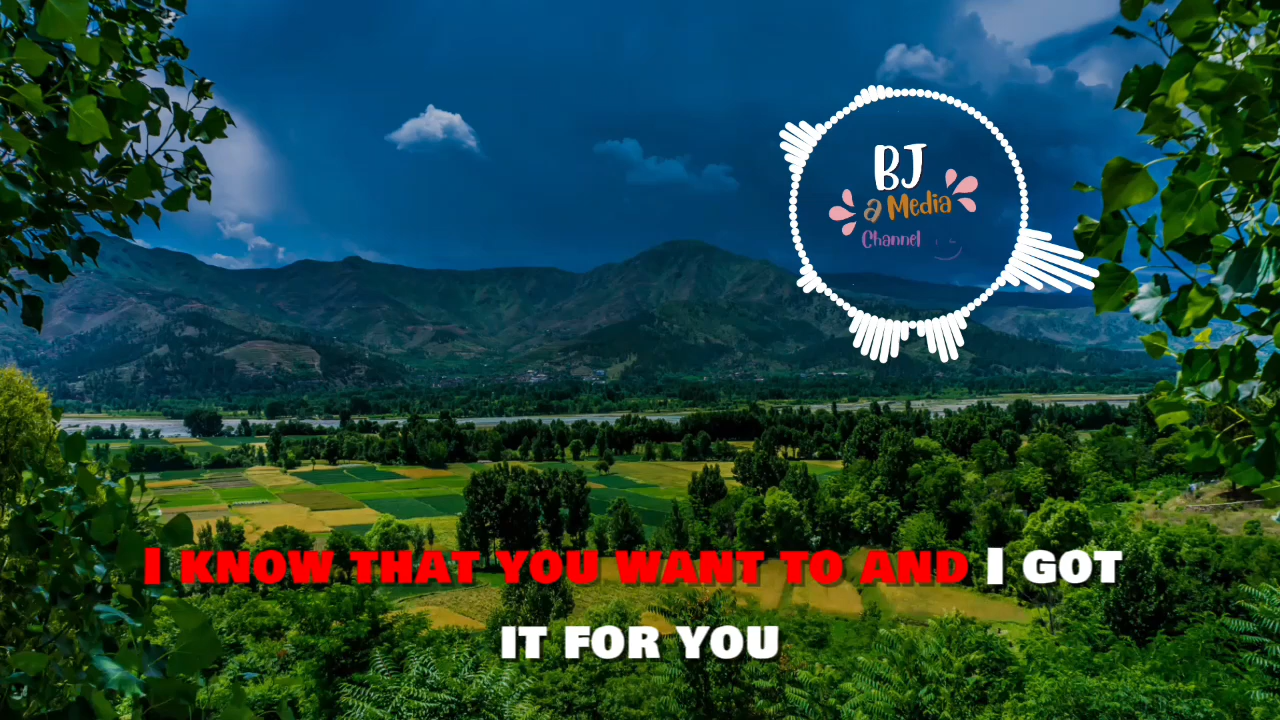 BJ
a Media
Channel
I KNOW THAT YOU WANT TO AND I GOT
IT FOR YOU